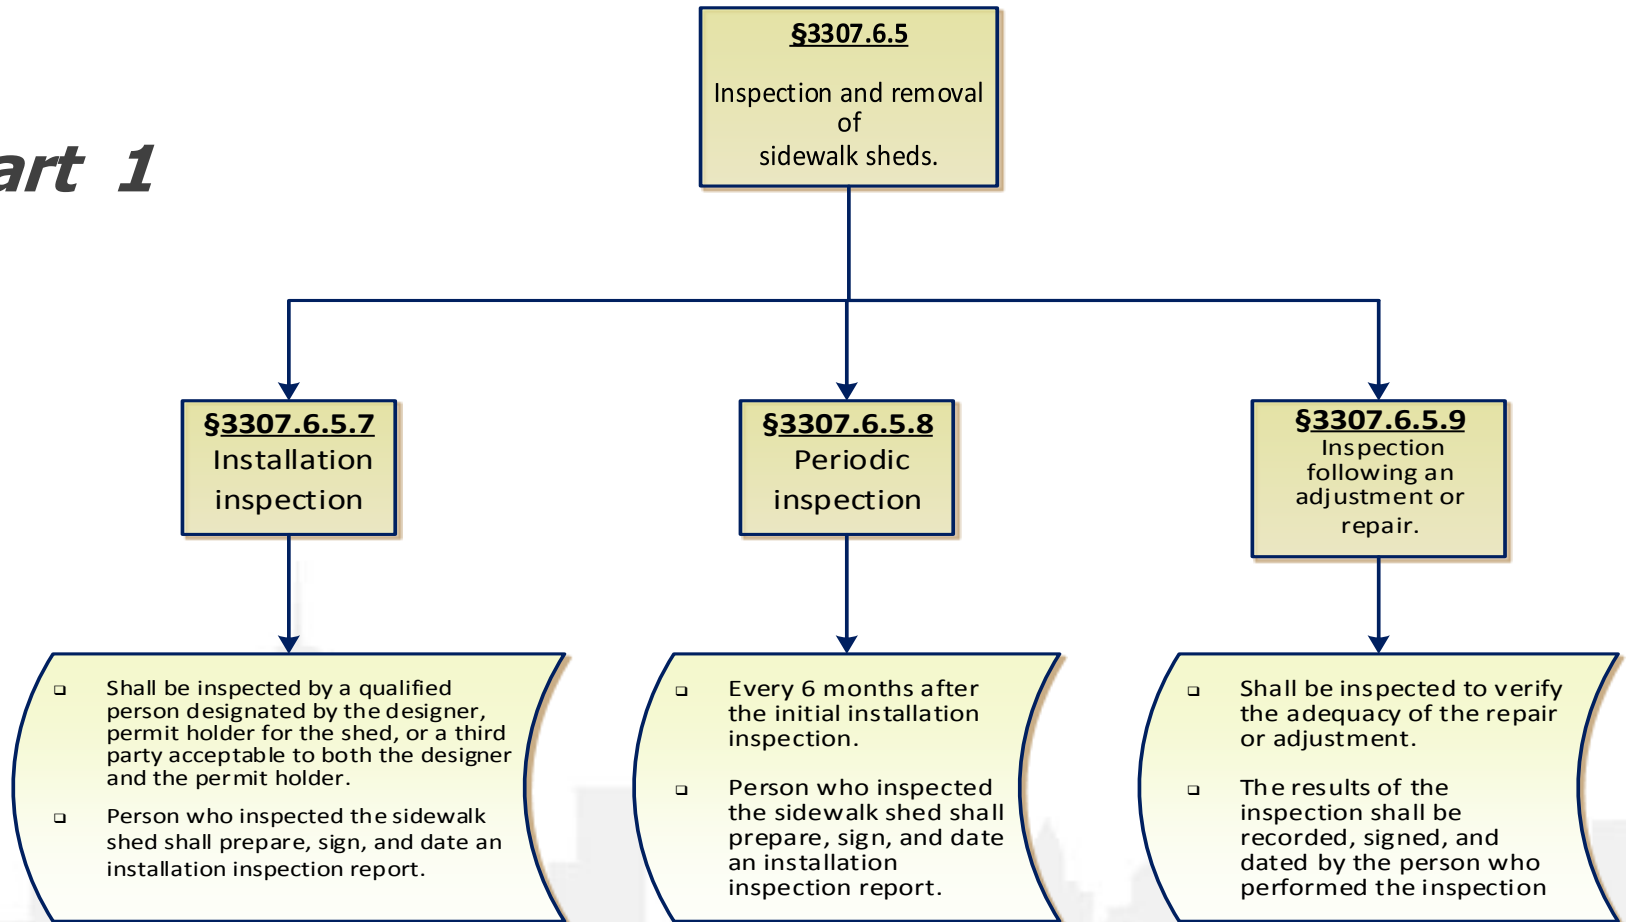 §3307.6.5
Inspection and removal
of
sidewalk sheds.
art 1
§3307.6.5.7
Installation
inspection
§3307.6.5.8
Periodic
inspection
§3307.6.5.9
Inspection
following an
adjustment or
repair.
❑ Shall be inspected by a qualified
person designated by the designer,
permit holder for the shed, or a third
party acceptable to both the designer
and the permit holder.
❑ Person who inspected the sidewalk
shed shall prepare, sign, and date an
installation inspection report.
❑ Every 6 months after
the initial installation
inspection.
❑ Person who inspected
the sidewalk shed shall
prepare, sign, and date
an installation
inspection report.
❑ Shall be inspected to verify
the adequacy of the repair
or adjustment.
❑ The results of the
inspection shall be
recorded, signed, and
dated by the person who
performed the inspection